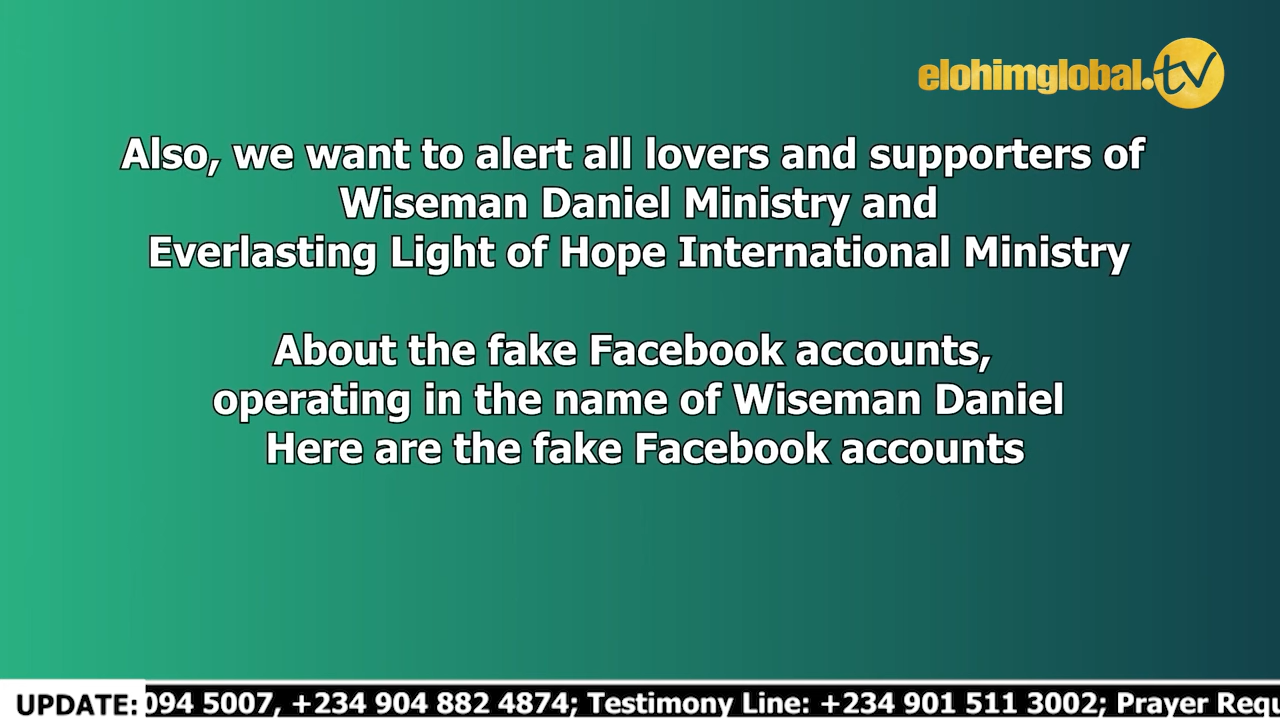 elohimglobal.tv
Also, we want to alert all lovers and supporters of
Wiseman Daniel Ministry and
Everlasting Light of Hope International Ministry
About the fake Facebook accounts,
operating in the name of Wiseman Daniel
Here are the fake Facebook accounts
UPDATE: 094 5007, +234 904 882 4874; Testimony Line: +234 901 511 3002; Prayer Requ